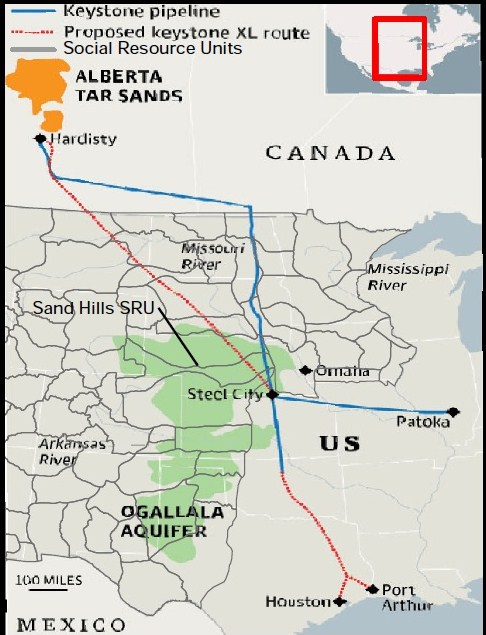 Keystone pipeline
Proposed keystone XL route
Social Resource Units
ALBERTA
TAR SANDS
Hardisty
CANADA
Missouri
River
Mississippi
River
Sand Hills SRU
Omaha
Steel City
Patoka
US
Arkansas
River
OGALLALA
AQUIFER
100 MILES
Houston
Port
Arthur
MEXICO